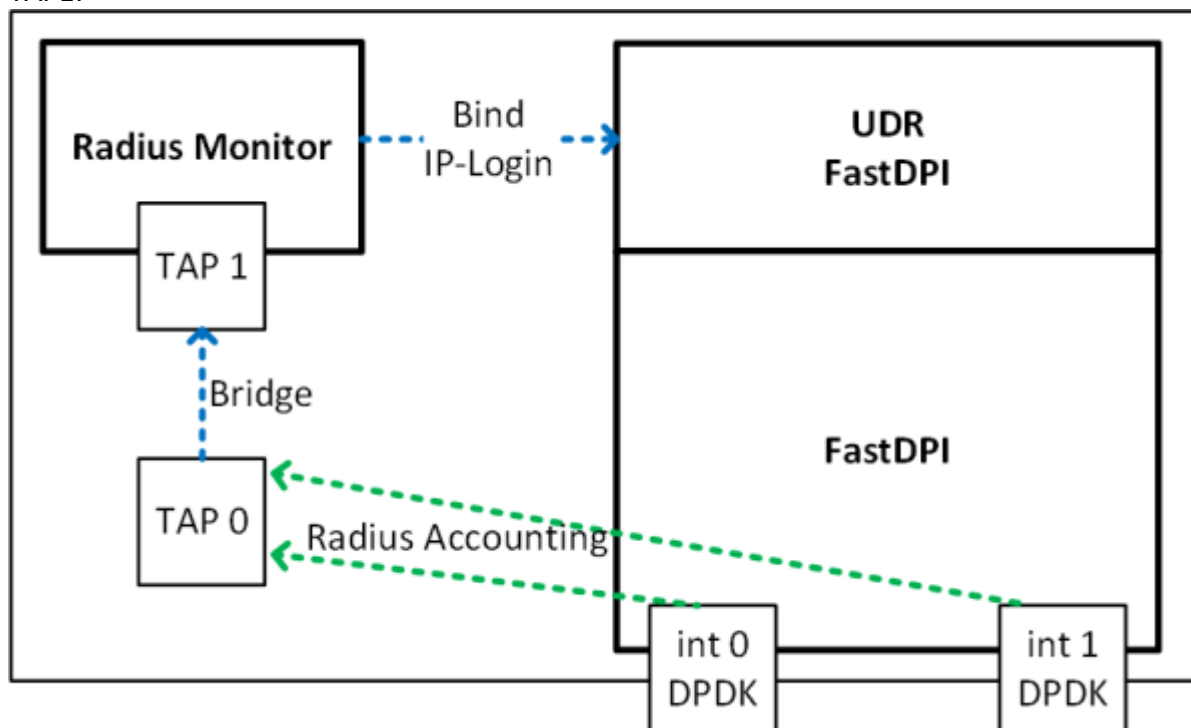 Radius Monitor
Bind
IP-Login
UDR
FastDPI
TAP 1
Bridge
FastDPI
TAP 0
Radius Accounting
int 0
DPDK
int 1
DPDK